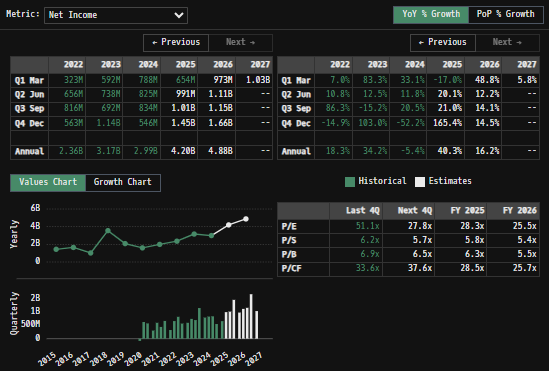 Metric: Net Income YoY % Growth PoP % Growth
← Previous Next → ← Previous Next →
2022 2023 2024 2025 2026 2027 2022 2023 2024 2025 2026 2027
Q1 Mar 323M 592M 788M 654M 973M 1.03B Q1 Mar 7.0% 83.3% 33.1% -17.0% 48.8% 5.8%
Q2 Jun 656M 738M 825M 991M 1.11B -- Q2 Jun 10.8% 12.5% 11.8% 20.1% 12.2% --
Q3 Sep 816M 692M 834M 1.01B 1.15B -- Q3 Sep 86.3% -15.2% 20.5% 21.0% 14.1% --
Q4 Dec 563M 1.14B 546M 1.45B 1.66B -- Q4 Dec -14.9% 103.0% -52.2% 165.4% 14.5% --
Annual 2.36B 3.17B 2.99B 4.20B 4.88B -- Annual 18.3% 34.2% -5.4% 40.3% 16.2% --
Values Chart Growth Chart Historical Estimates
Yearly
6B
4B
2B
0
Quarterly
2B
1B
500M
0
2015 2016 2017 2018 2019 2020 2021 2022 2023 2024 2025 2026 2027
Last 4Q Next 4Q FY 2025 FY 2026
P/E 51.1x 27.8x 28.3x 25.5x
P/S 6.2x 5.7x 5.8x 5.4x
P/B 6.9x 6.5x 6.3x 5.5x
P/CF 33.6x 37.6x 28.5x 25.7x